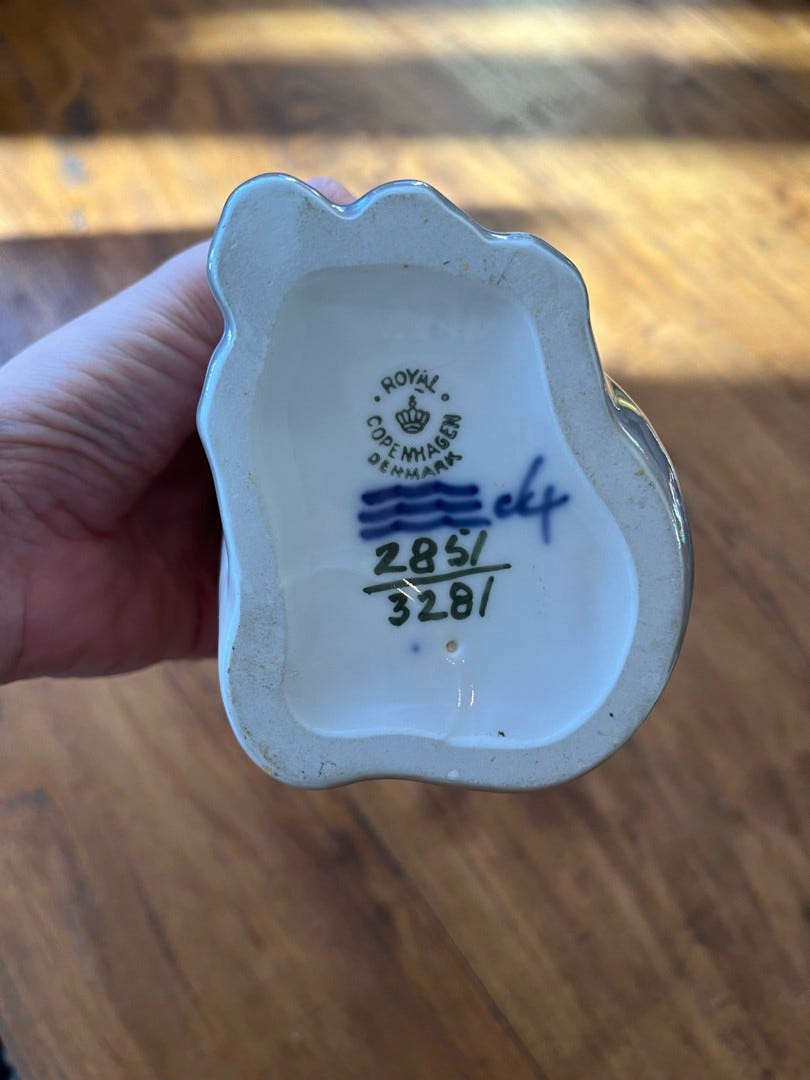 ROYAL
COPENHAGEN
DENMARK
2851
3281